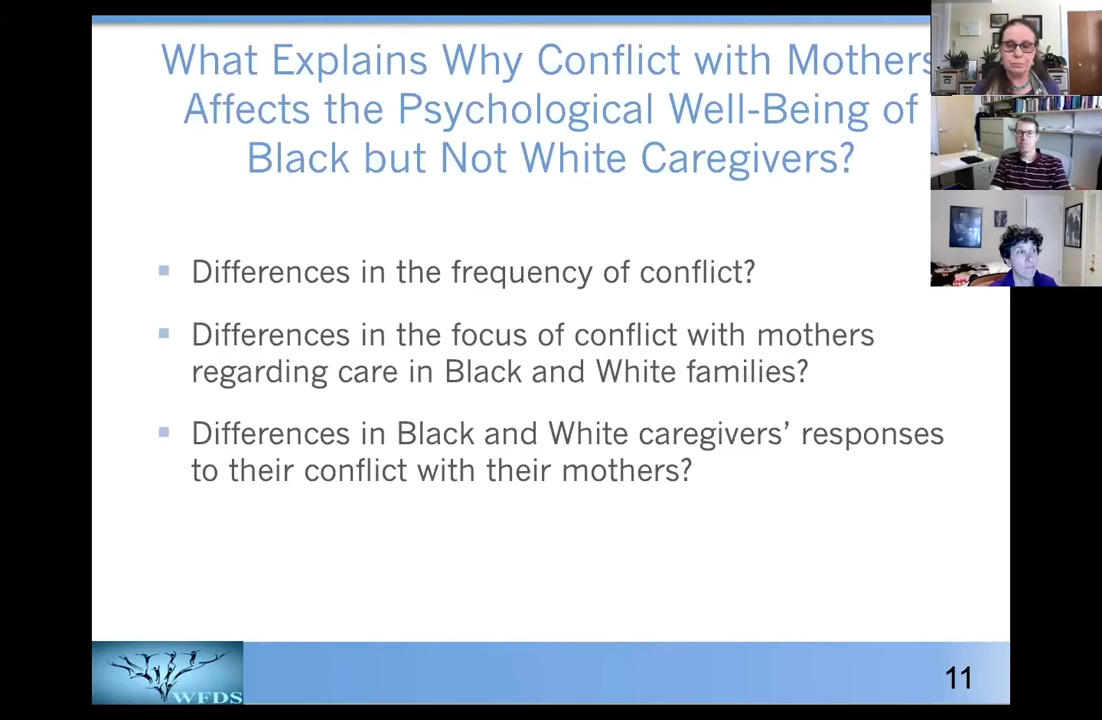 What Explains Why Conflict with Mothers
Affects the Psychological Well-Being of
Black but Not White Caregivers?
Differences in the frequency of conflict?
Differences in the focus of conflict with mothers
regarding care in Black and White families?
Differences in Black and White caregivers’ responses
to their conflict with their mothers?
WFDS
11